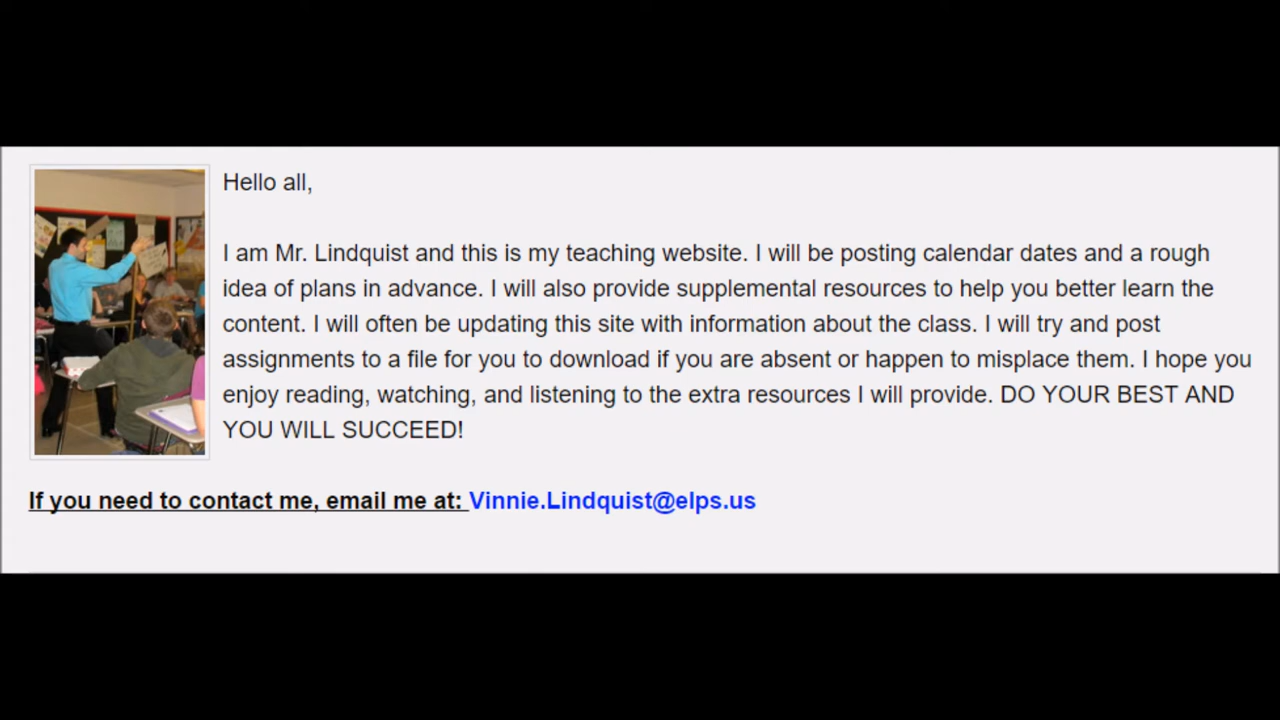 Hello all,
I am Mr. Lindquist and this is my teaching website. I will be posting calendar dates and a rough
idea of plans in advance. I will also provide supplemental resources to help you better learn the
content. I will often be updating this site with information about the class. I will try and post
assignments to a file for you to download if you are absent or happen to misplace them. I hope you
enjoy reading, watching, and listening to the extra resources I will provide. DO YOUR BEST AND
YOU WILL SUCCEED!
If you need to contact me, email me at: Vinnie.Lindquist@elps.us